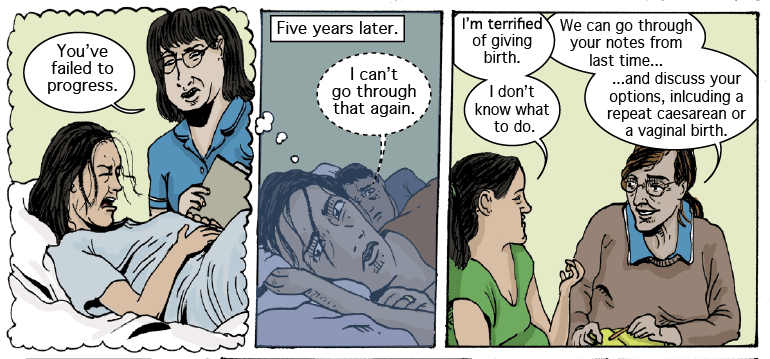 You've
failed to
progress.
Five years later.
I can't
go through
that again.
I'm terrified
of giving
birth.
I don't
know what
to do.
We can go through
your notes from
last time...
...and discuss your
options, inlcuding a
repeat caesarean or
a vaginal birth.